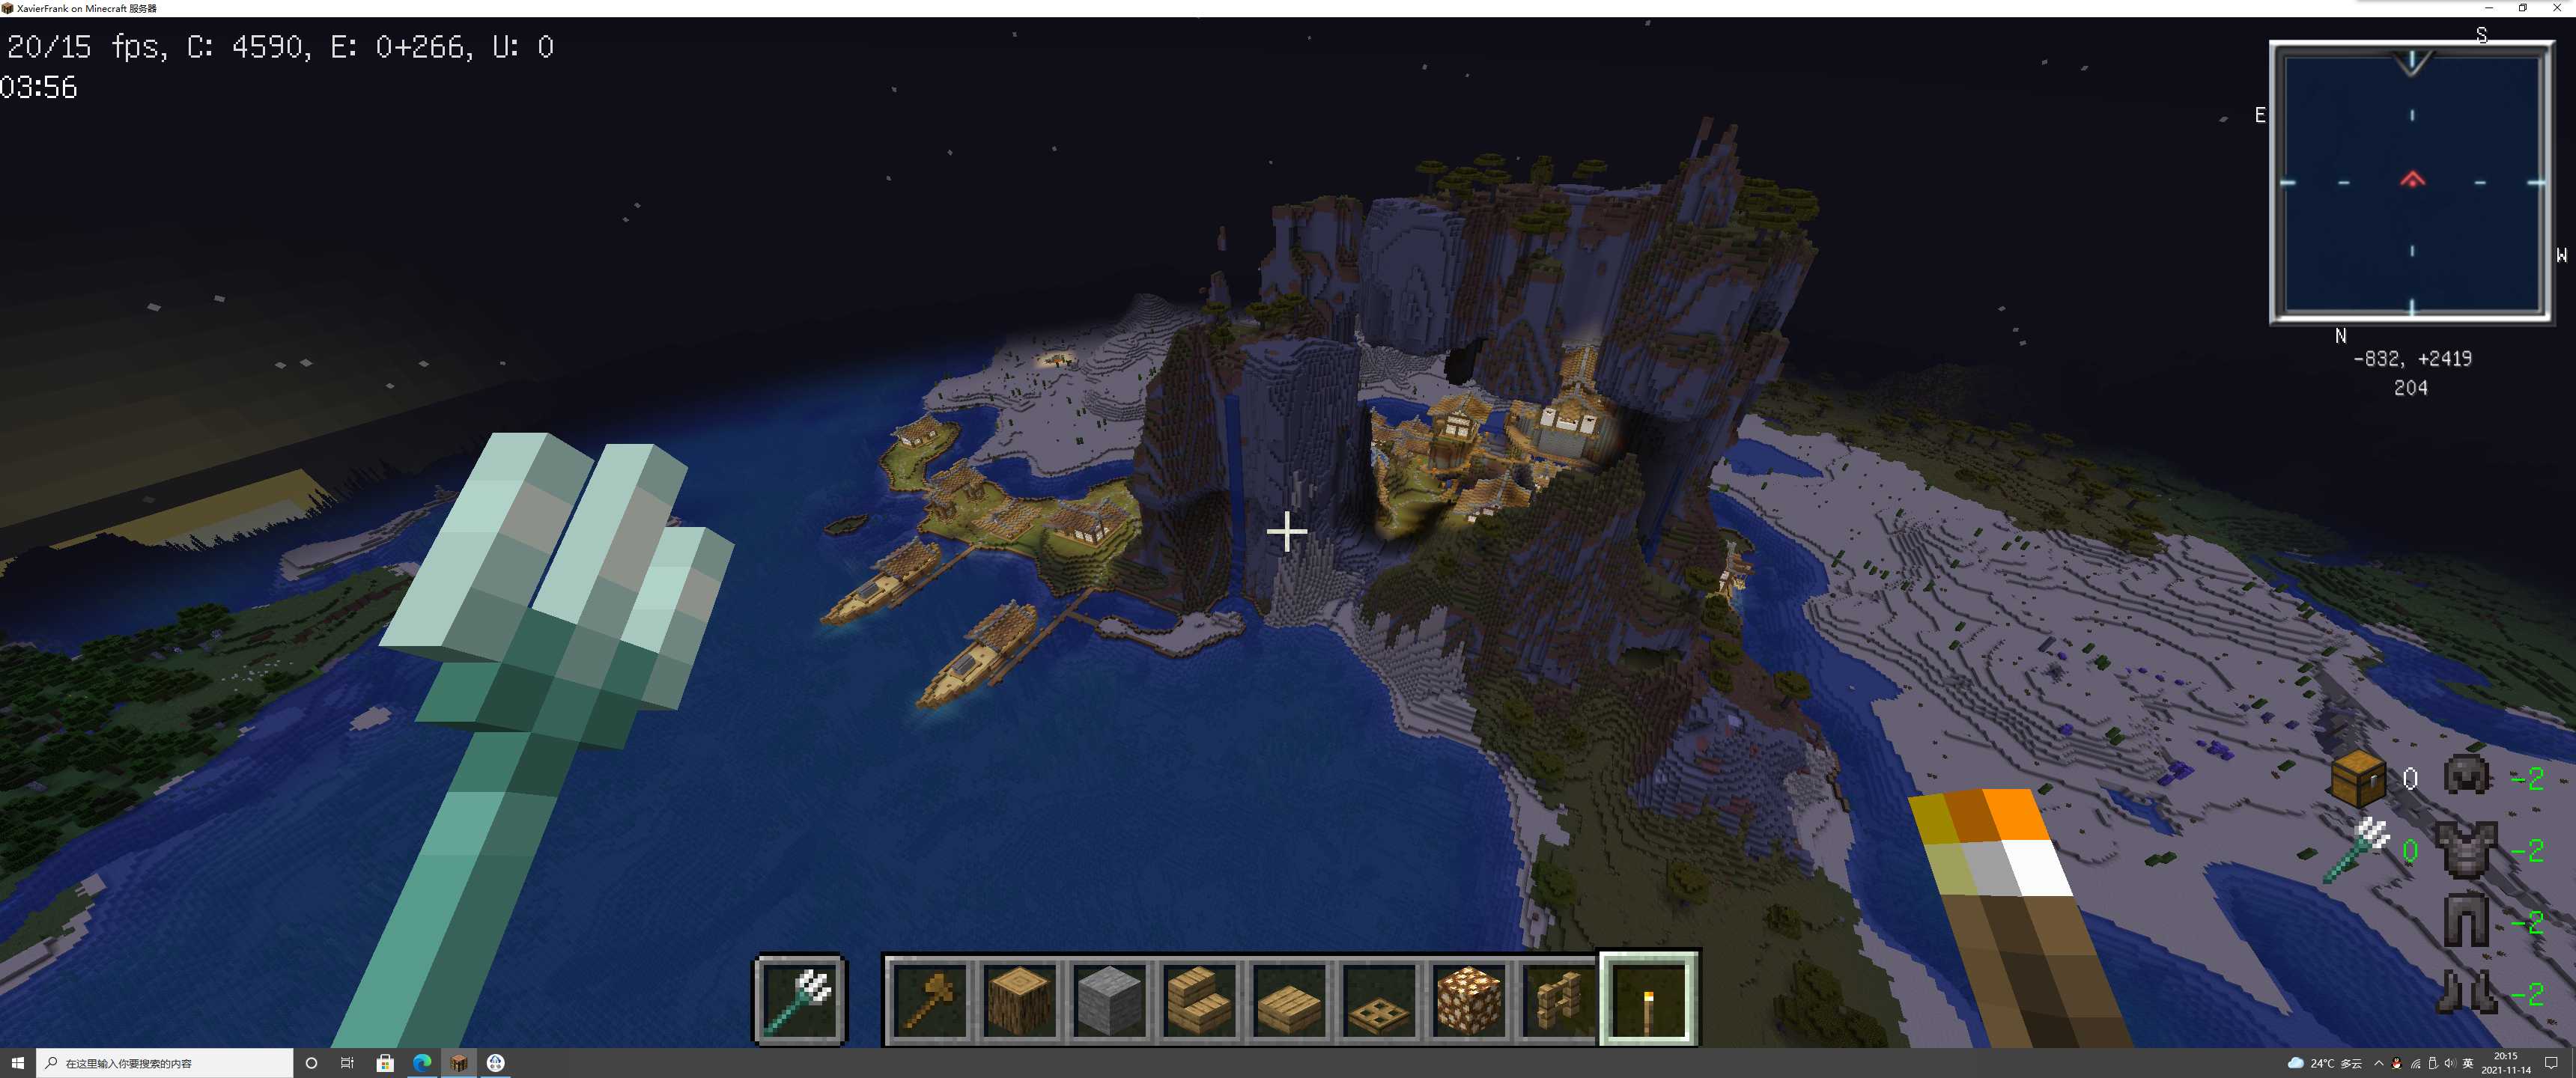 XavierFrank on Minecraft 服务器
20/15 fps, C: 4590, E: 0+266, U: 0
03:56
S
E
W
N
-832, +2419
204
0 -2
0 -2
-2
-2
在这里输入你要搜索的内容
24°C 多云
英
20:15
2021-11-14